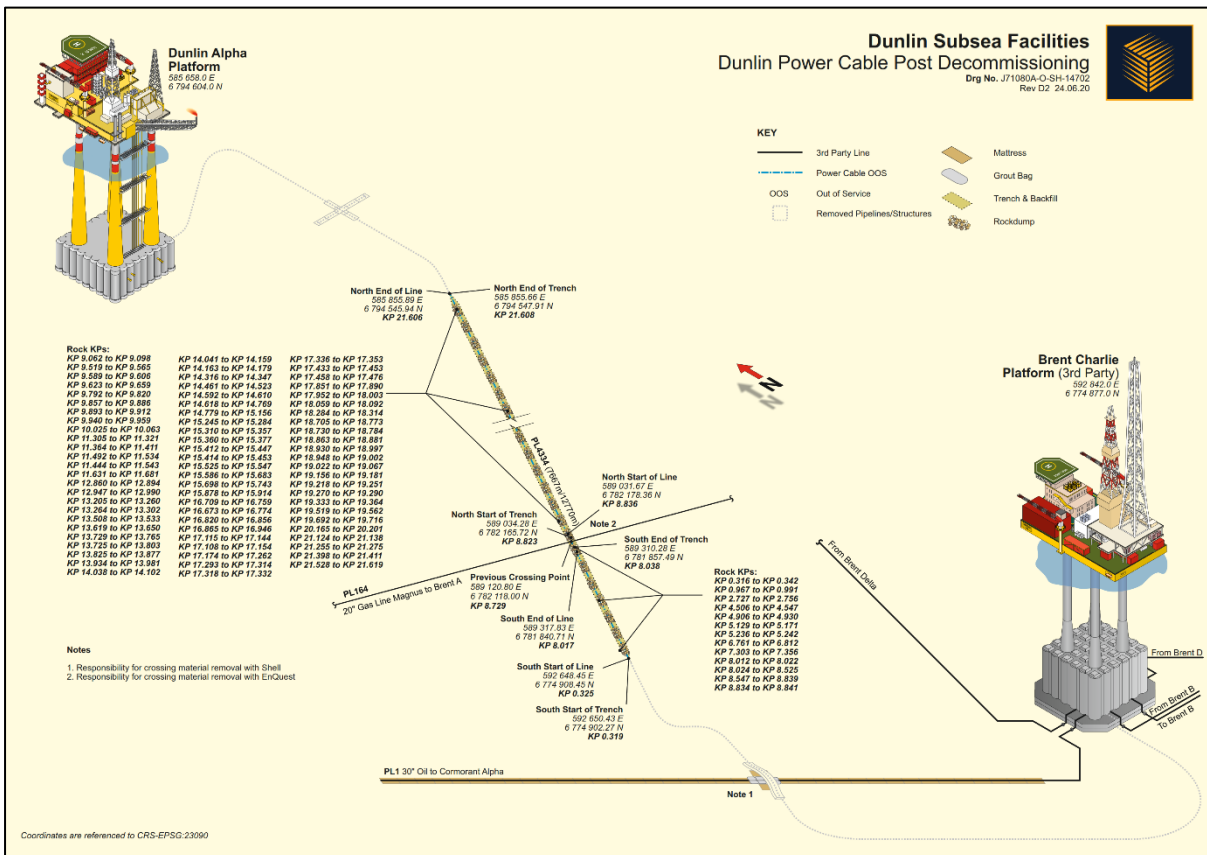 Dunlin Alpha
Platform
585 658.0 E
6 794 604.0 N
Dunlin Subsea Facilities
Dunlin Power Cable Post Decommissioning
Drg No. J71080A-O-SH-14702
Rev D2 24.06.20
KEY
3rd Party Line
Power Cable OOS
OOS Out of Service
Removed Pipelines/Structures
Mattress
Grout Bag
Trench & Backfill
Rockdump
North End of Line
585 855.89 E
6 794 545.94 N
KP 21.606
North End of Trench
585 855.66 E
6 794 547.91 N
KP 21.608
Rock KPs:
KP 9.062 to KP 9.098
KP 9.519 to KP 9.565
KP 9.589 to KP 9.606
KP 9.623 to KP 9.659
KP 9.792 to KP 9.820
KP 9.857 to KP 9.886
KP 9.893 to KP 9.912
KP 9.940 to KP 9.959
KP 10.025 to KP 10.063
KP 11.305 to KP 11.321
KP 11.364 to KP 11.411
KP 11.492 to KP 11.534
KP 11.444 to KP 11.543
KP 11.631 to KP 11.681
KP 12.860 to KP 12.894
KP 12.947 to KP 12.990
KP 13.205 to KP 13.260
KP 13.264 to KP 13.302
KP 13.508 to KP 13.533
KP 13.619 to KP 13.650
KP 13.729 to KP 13.765
KP 13.725 to KP 13.803
KP 13.825 to KP 13.877
KP 13.934 to KP 13.981
KP 14.038 to KP 14.102
KP 14.041 to KP 14.159
KP 14.163 to KP 14.179
KP 14.316 to KP 14.347
KP 14.461 to KP 14.523
KP 14.592 to KP 14.610
KP 14.618 to KP 14.769
KP 14.779 to KP 15.156
KP 15.245 to KP 15.284
KP 15.310 to KP 15.357
KP 15.360 to KP 15.377
KP 15.412 to KP 15.447
KP 15.414 to KP 15.453
KP 15.525 to KP 15.547
KP 15.586 to KP 15.683
KP 15.698 to KP 15.743
KP 15.878 to KP 15.914
KP 16.709 to KP 16.759
KP 16.673 to KP 16.774
KP 16.820 to KP 16.856
KP 16.865 to KP 16.946
KP 17.115 to KP 17.144
KP 17.108 to KP 17.154
KP 17.174 to KP 17.262
KP 17.293 to KP 17.314
KP 17.318 to KP 17.332
KP 17.336 to KP 17.353
KP 17.433 to KP 17.453
KP 17.458 to KP 17.476
KP 17.851 to KP 17.890
KP 17.952 to KP 18.003
KP 18.059 to KP 18.092
KP 18.284 to KP 18.314
KP 18.705 to KP 18.773
KP 18.730 to KP 18.784
KP 18.863 to KP 18.881
KP 18.930 to KP 18.997
KP 18.948 to KP 19.002
KP 19.022 to KP 19.067
KP 19.156 to KP 19.181
KP 19.218 to KP 19.251
KP 19.270 to KP 19.290
KP 19.333 to KP 19.364
KP 19.519 to KP 19.562
KP 19.692 to KP 19.716
KP 20.165 to KP 20.201
KP 21.124 to KP 21.138
KP 21.255 to KP 21.275
KP 21.398 to KP 21.411
KP 21.528 to KP 21.619
N
N
Brent Charlie
Platform (3rd Party)
592 842.0 E
6 774 877.0 N
PL4334 (7667m/12770m)
North Start of Line
589 031.67 E
6 782 178.36 N
KP 8.836
Note 2
North Start of Trench
589 034.28 E
6 782 165.72 N
KP 8.823
South End of Trench
589 310.28 E
6 781 857.49 N
KP 8.038
PL164
20" Gas Line Magnus to Brent A
Previous Crossing Point
589 120.80 E
6 782 118.00 N
KP 8.729
South End of Line
589 317.83 E
6 781 840.71 N
KP 8.017
South Start of Line
592 648.45 E
6 774 908.45 N
KP 0.325
South Start of Trench
592 650.43 E
6 774 902.27 N
KP 0.319
Rock KPs:
KP 0.316 to KP 0.342
KP 0.967 to KP 0.991
KP 2.727 to KP 2.756
KP 4.506 to KP 4.547
KP 4.906 to KP 4.930
KP 5.129 to KP 5.171
KP 5.236 to KP 5.242
KP 6.761 to KP 6.812
KP 7.303 to KP 7.356
KP 8.012 to KP 8.022
KP 8.024 to KP 8.525
KP 8.547 to KP 8.839
KP 8.834 to KP 8.841
From Brent Delta
From Brent D
From Brent B
To Brent B
Notes
1. Responsibility for crossing material removal with Shell
2. Responsibility for crossing material removal with EnQuest
PL1 30" Oil to Cormorant Alpha
Note 1
Coordinates are referenced to CRS-EPSG:23090